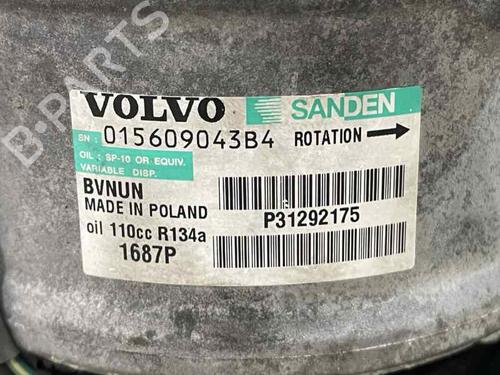 B-PARTS
VOLVO SANDEN
SN : 015609043B4 ROTATION
OIL : SP-10 OR EQUIV.
VARIABLE DISP.
BVNUN
MADE IN POLAND P31292175
oil 110cc R134a
1687P